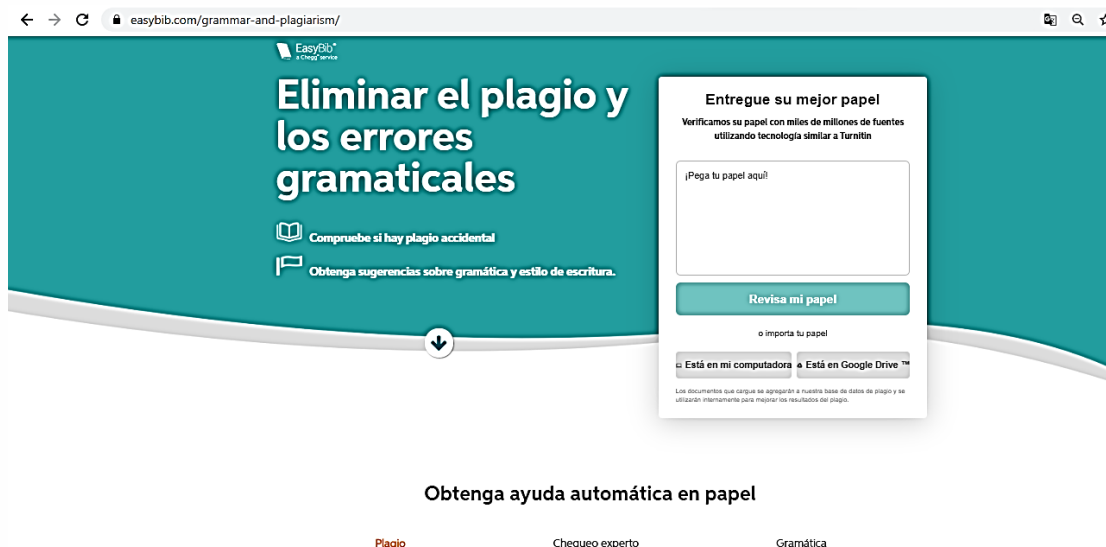 easybib.com/grammar-and-plagiarism/
EasyBib®
a Chegg® service
Eliminar el plagio y
los errores
gramaticales
Compruebe si hay plagio accidental
Obtenga sugerencias sobre gramática y estilo de escritura.
Entregue su mejor papel
Verificamos su papel con miles de millones de fuentes
utilizando tecnología similar a Turnitin
¡Pega tu papel aquí!
Revisa mi papel
o importa tu papel
Está en mi computadora
Está en Google Drive ™
Los documentos que cargue se agregarán a nuestra base de datos de plagio y se
utilizarán internamente para mejorar los resultados del plagio.
Obtenga ayuda automática en papel
Plagio
Chequeo experto
Gramática